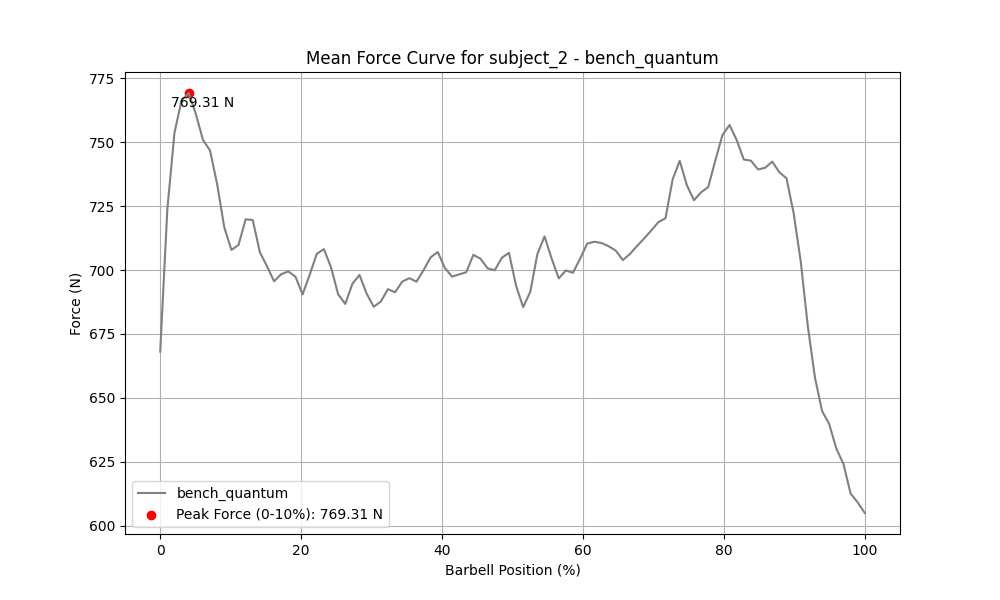 Mean Force Curve for subject_2 - bench_quantum
775
750
725
700
675
650
625
600
Force (N)
769.31 N
bench_quantum
Peak Force (0-10%): 769.31 N
0
20
40
60
80
100
Barbell Position (%)